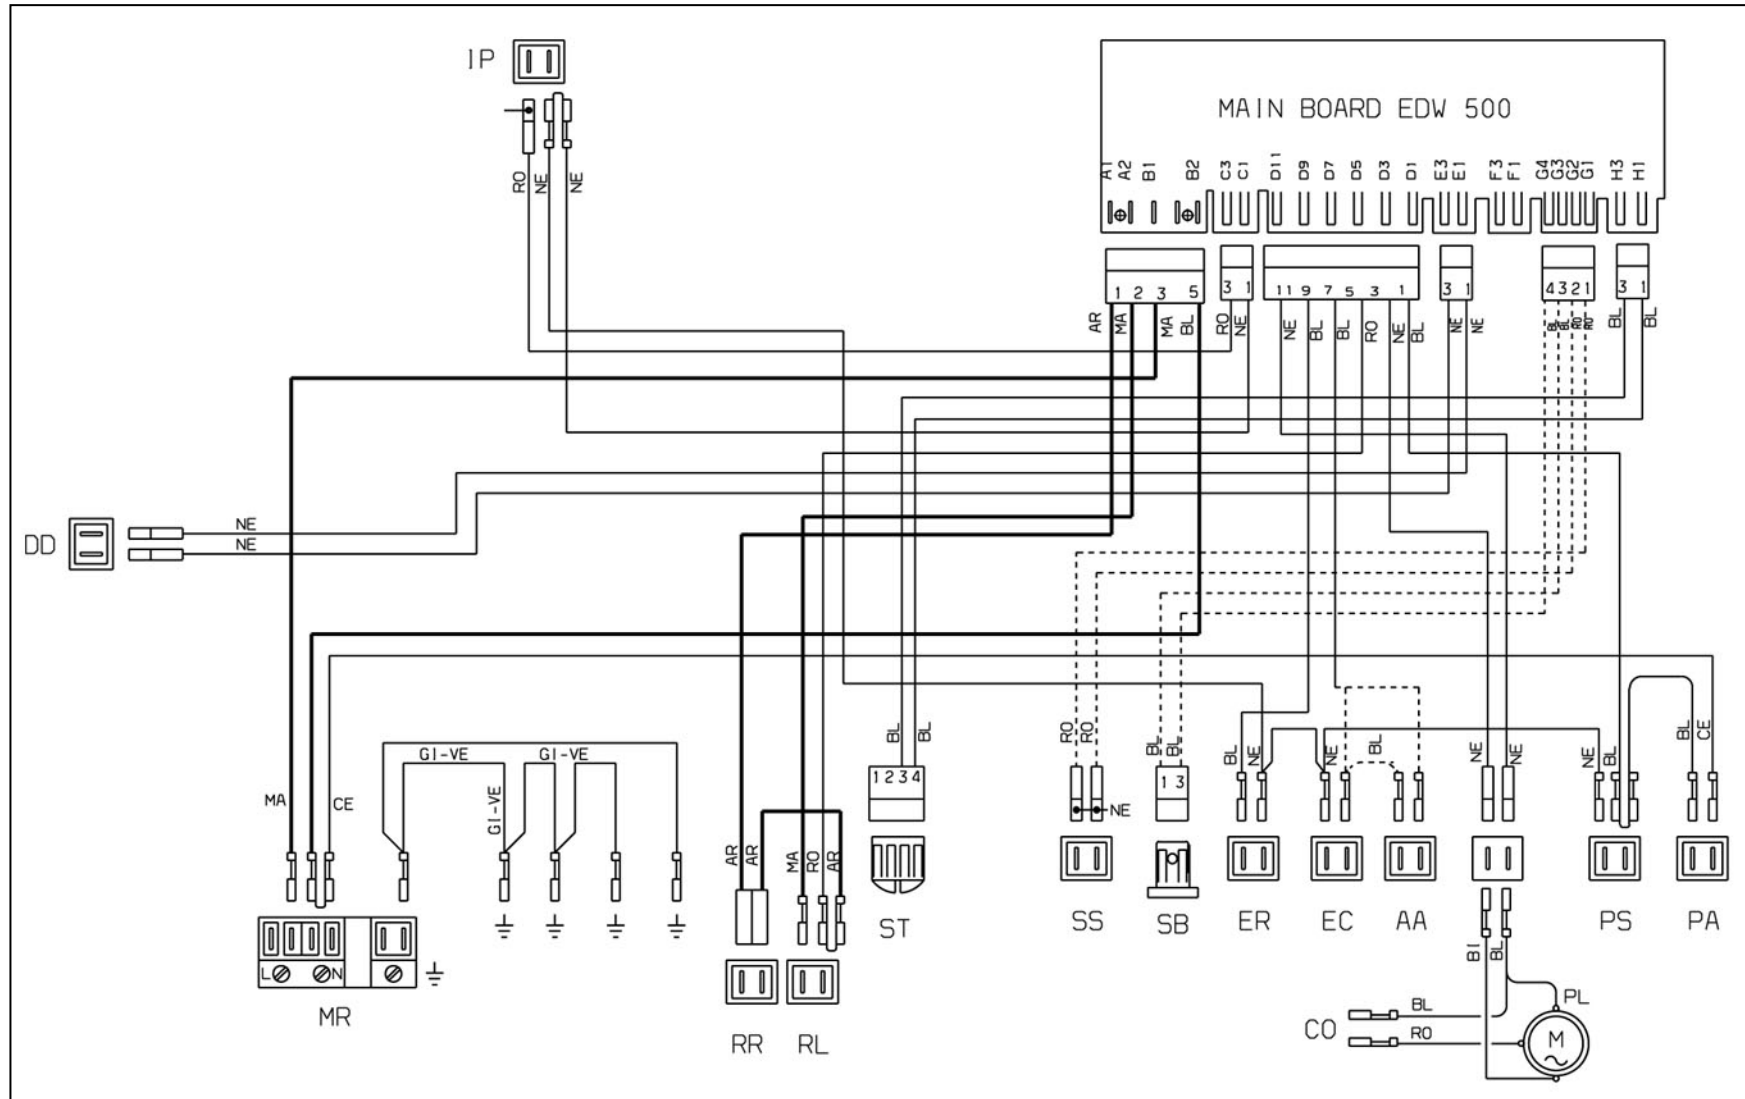 IP
MAIN BOARD EDW 500
A1 A2 B1 B2 C3 C1 D11 D9 D7 D5 D3 D1 E3 E1 F3 F1 G4 G3 G2 G1 H3 H1
RO NE NE
1 2 3 5 3 1 11 9 7 5 3 1 3 1 4 3 2 1 3 1
AR MA MA BL RO NE NE BL BL RO NE BL NE NE BL BL RO RO BL BL
DD
NE
NE
GI-VE GI-VE
GI-VE
MA CE
BL BL
RO RO BL BL BL NE NE BL NE NE NE BL BL CE
1 2 3 4
1 3
NE
AR AR MA RO AR
ST SS SB ER EC AA PS PA
L N
MR
RR RL
BI BL
BL
RO
CO
PL
M